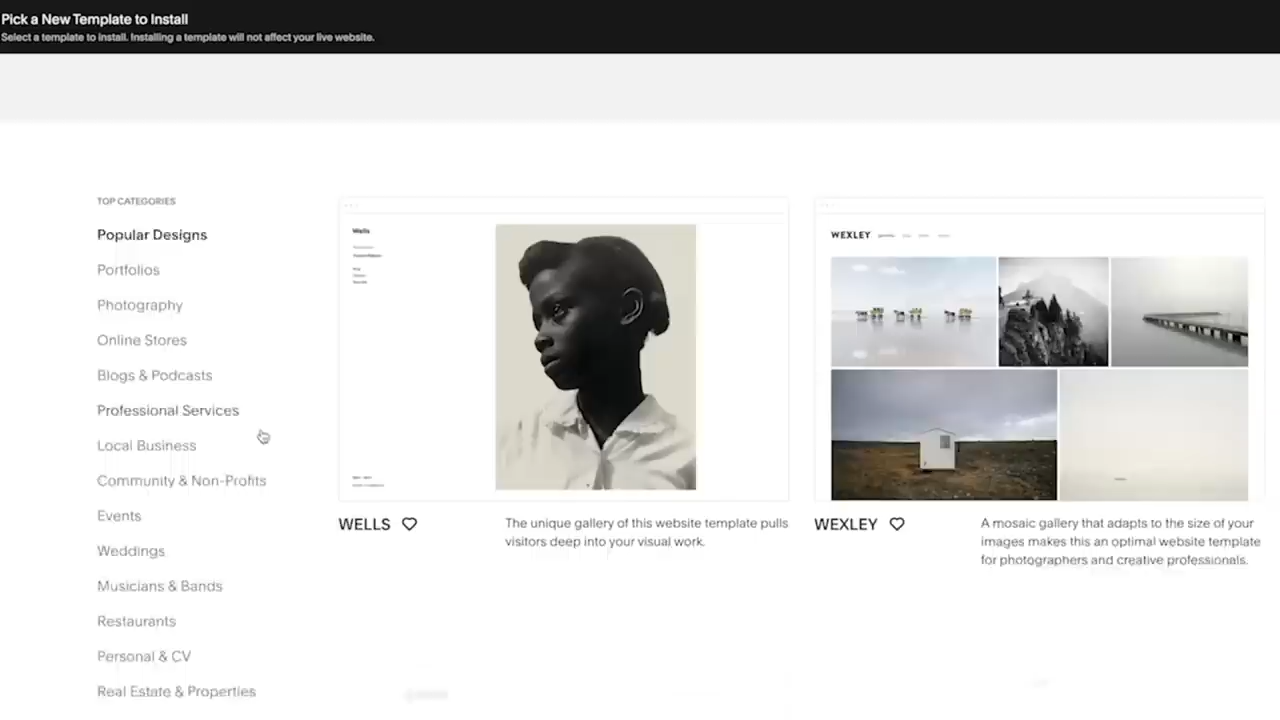 Pick a New Template to Install
Select a template to install. Installing a template will not affect your live website.
TOP CATEGORIES
Popular Designs
Portfolios
Photography
Online Stores
Blogs & Podcasts
Professional Services
Local Business
Community & Non-Profits
Events
Weddings
Musicians & Bands
Restaurants
Personal & CV
Real Estate & Properties
Wells
WELLS
The unique gallery of this website template pulls
visitors deep into your visual work.
WEXLEY
WEXLEY
A mosaic gallery that adapts to the size of your
images makes this an optimal website template
for photographers and creative professionals.